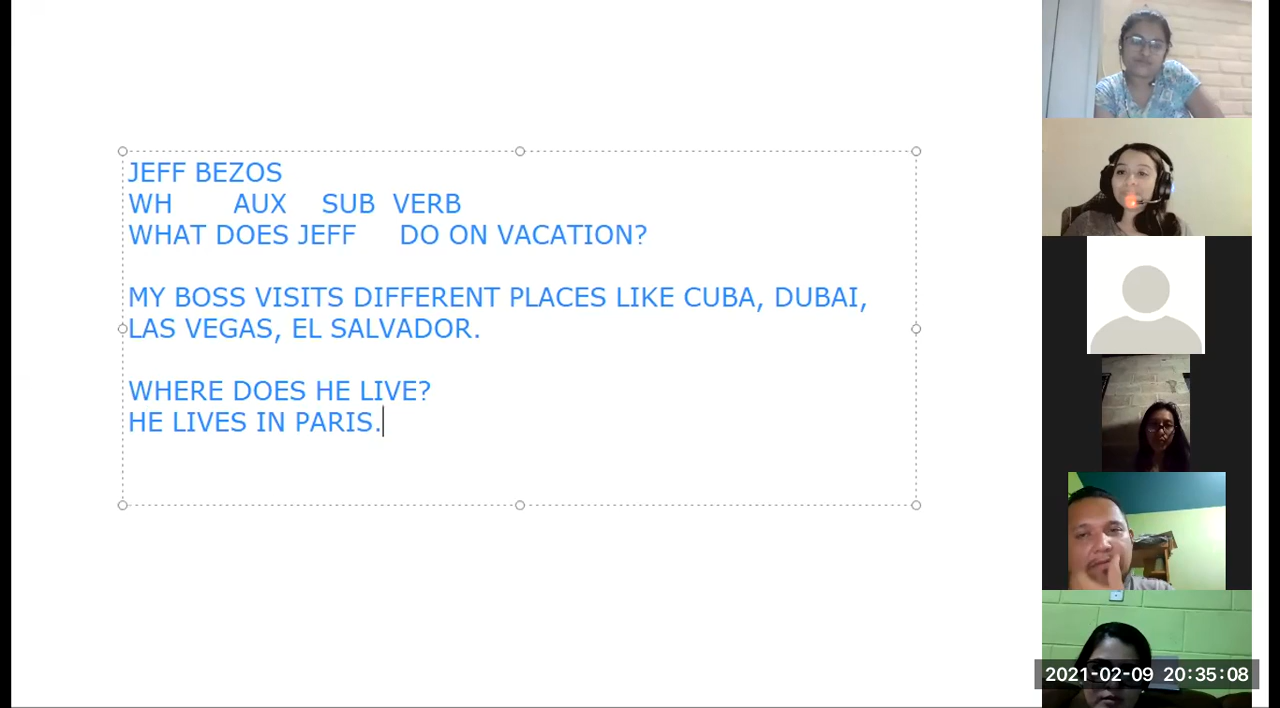 JEFF BEZOS
WH AUX SUB VERB
WHAT DOES JEFF DO ON VACATION?
MY BOSS VISITS DIFFERENT PLACES LIKE CUBA, DUBAI,
LAS VEGAS, EL SALVADOR.
WHERE DOES HE LIVE?
HE LIVES IN PARIS.
2021-02-09 20:35:08